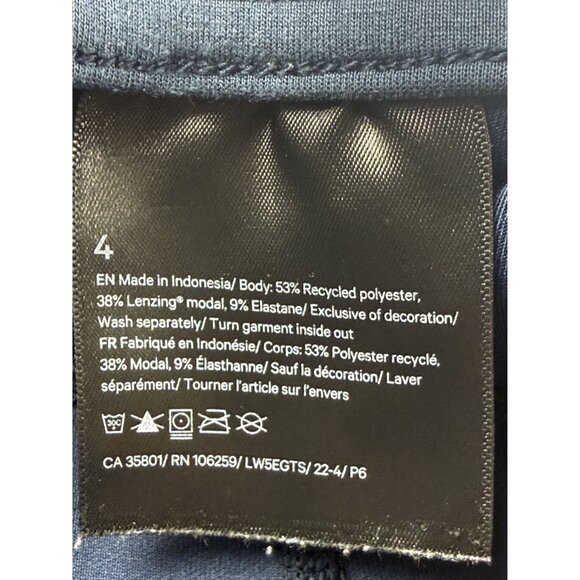 4
EN Made in Indonesia/ Body: 53% Recycled polyester,
38% Lenzing® modal, 9% Elastane/ Exclusive of decoration/
Wash separately/ Turn garment inside out
FR Fabriqué en Indonésie/ Corps: 53% Polyester recyclé,
38% Modal, 9% Élasthanne/ Sauf la décoration/ Laver
séparément/ Tourner l'article sur l'envers
30C
CA 35801/ RN 106259/ LW5EGTS/ 22-4/ P6